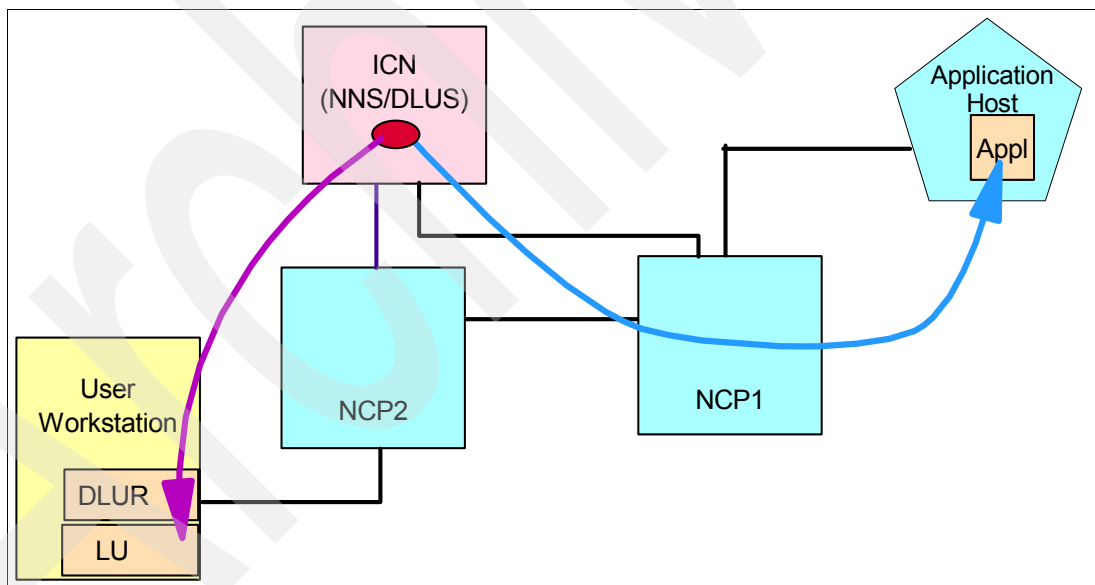 ICN
(NNS/DLUS)
Application
Host
Appl
User
Workstation
NCP2
NCP1
DLUR
LU